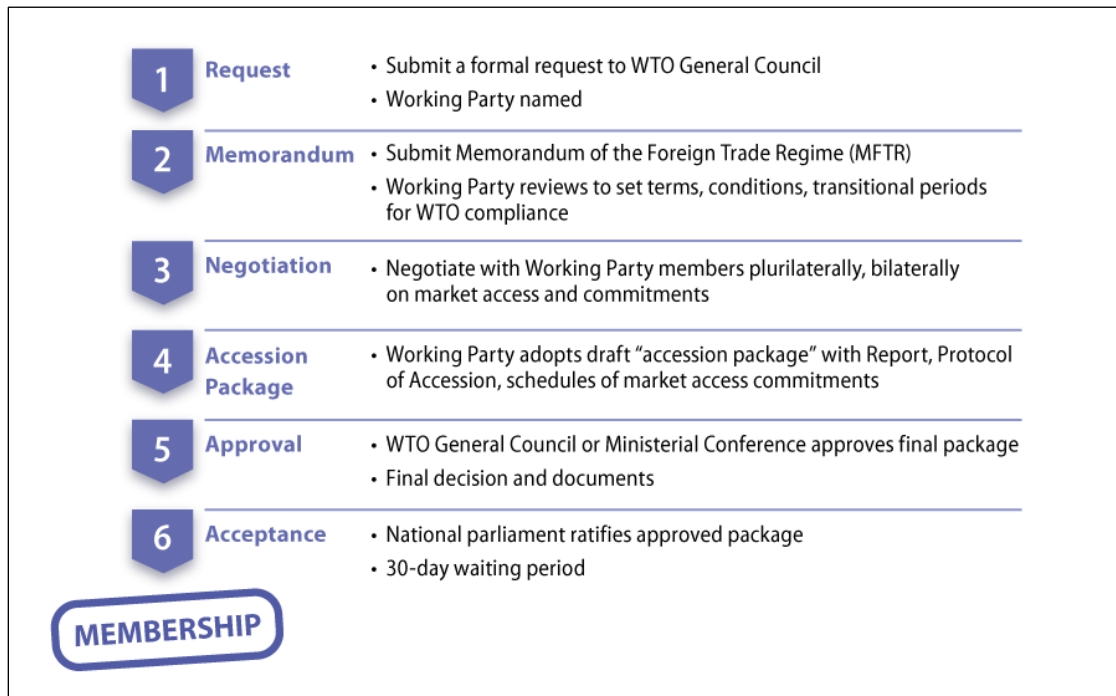 1 Request • Submit a formal request to WTO General Council
• Working Party named
2 Memorandum • Submit Memorandum of the Foreign Trade Regime (MFTR)
• Working Party reviews to set terms, conditions, transitional periods
for WTO compliance
3 Negotiation • Negotiate with Working Party members plurilaterally, bilaterally
on market access and commitments
4 Accession • Working Party adopts draft “accession package” with Report, Protocol
Package of Accession, schedules of market access commitments
5 Approval • WTO General Council or Ministerial Conference approves final package
• Final decision and documents
6 Acceptance • National parliament ratifies approved package
• 30-day waiting period
MEMBERSHIP